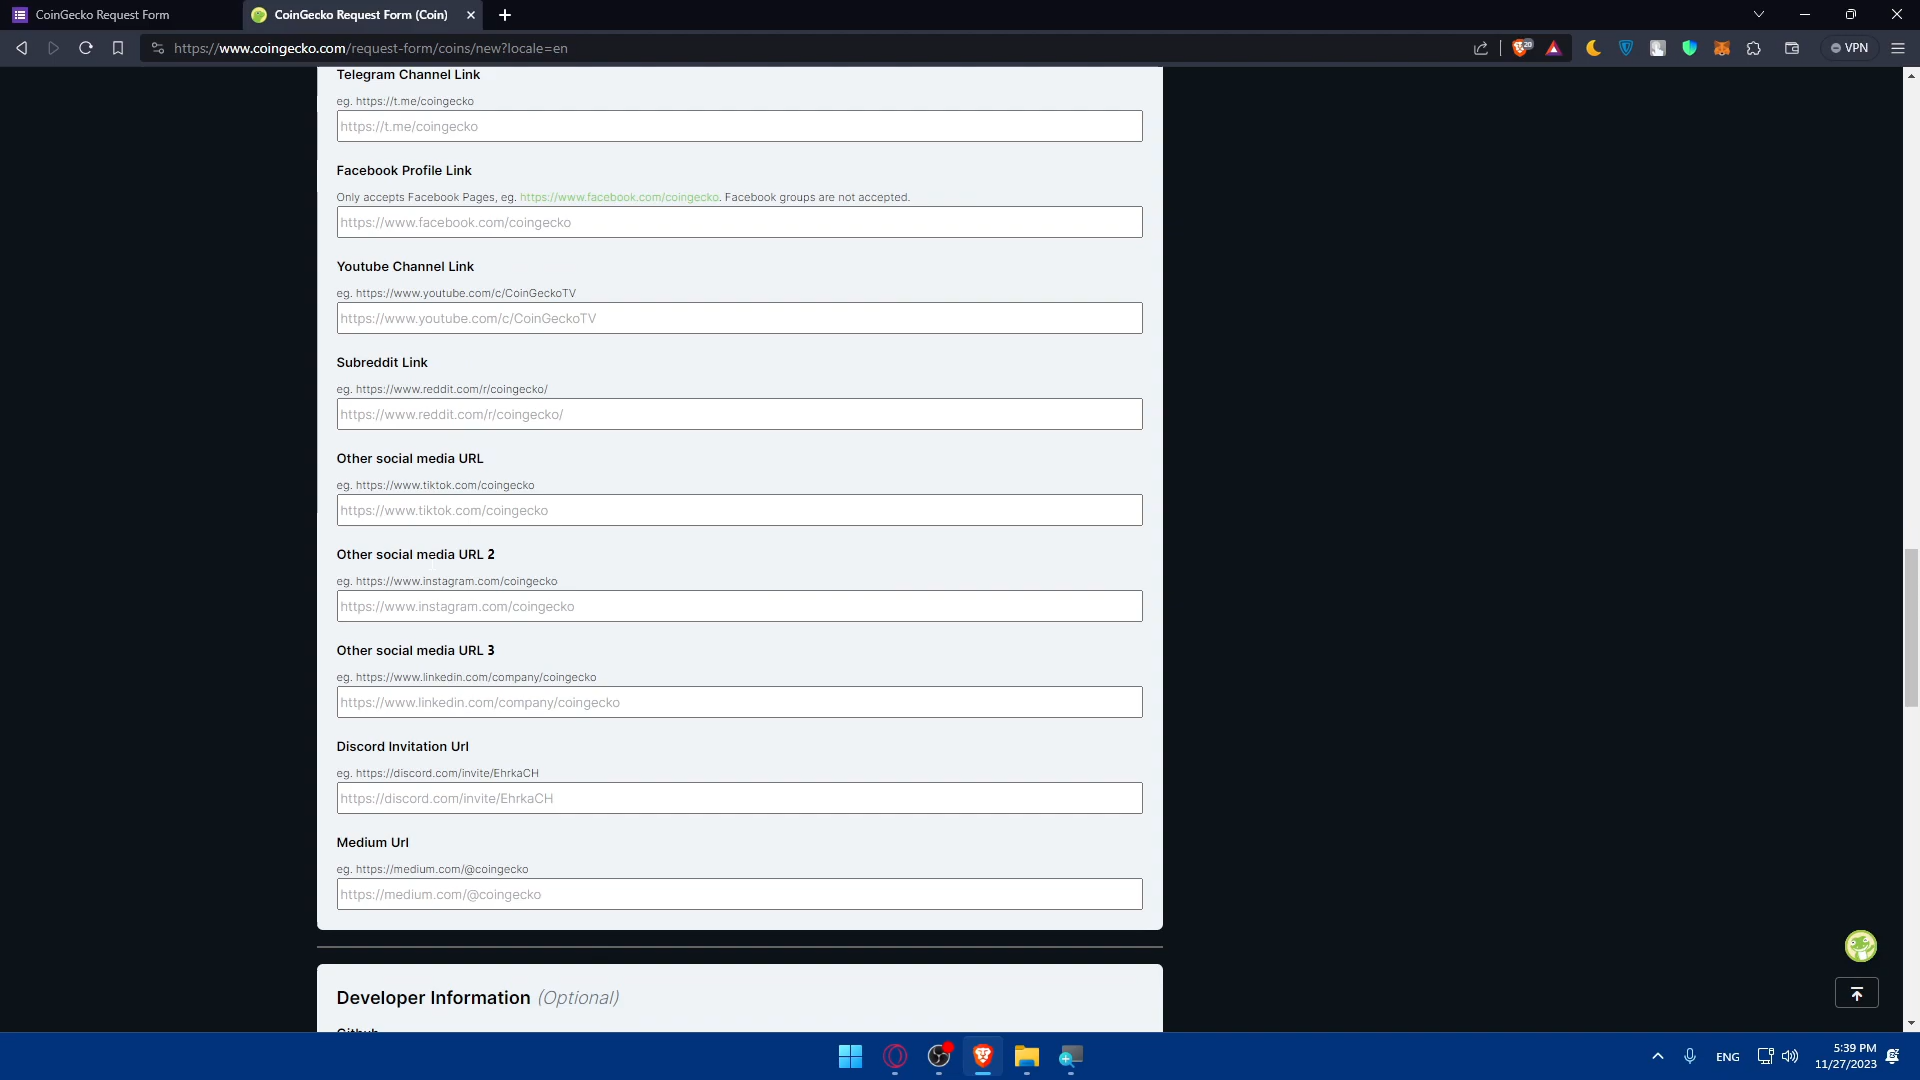 CoinGecko Request Form
CoinGecko Request Form (Coin)
https://www.coingecko.com/request-form/coins/new?locale=en
20
VPN
Telegram Channel Link
eg. https://t.me/coingecko
https://t.me/coingecko
Facebook Profile Link
Only accepts Facebook Pages, eg. https://www.facebook.com/coingecko. Facebook groups are not accepted.
https://www.facebook.com/coingecko
Youtube Channel Link
eg. https://www.youtube.com/c/CoinGeckoTV
https://www.youtube.com/c/CoinGeckoTV
Subreddit Link
eg. https://www.reddit.com/r/coingecko/
https://www.reddit.com/r/coingecko/
Other social media URL
eg. https://www.tiktok.com/coingecko
https://www.tiktok.com/coingecko
Other social media URL 2
eg. https://www.instagram.com/coingecko
https://www.instagram.com/coingecko
Other social media URL 3
eg. https://www.linkedin.com/company/coingecko
https://www.linkedin.com/company/coingecko
Discord Invitation Url
eg. https://discord.com/invite/EhrkaCH
https://discord.com/invite/EhrkaCH
Medium Url
eg. https://medium.com/@coingecko
https://medium.com/@coingecko
Developer Information (Optional)
Github
ENG
5:39 PM
11/27/2023